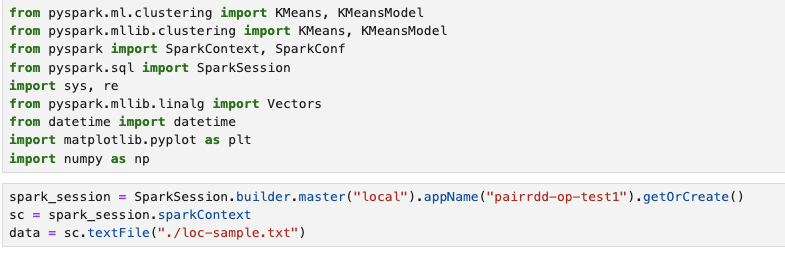 from pyspark.ml.clustering import KMeans, KMeansModel
from pyspark.mllib.clustering import KMeans, KMeansModel
from pyspark import SparkContext, SparkConf
from pyspark.sql import SparkSession
import sys, re
from pyspark.mllib.linalg import Vectors
from datetime import datetime
import matplotlib.pyplot as plt
import numpy as np
spark_session = SparkSession.builder.master("local").appName("pairrdd-op-test1").getOrCreate()
sc = spark_session.sparkContext
data = sc.textFile("./loc-sample.txt")